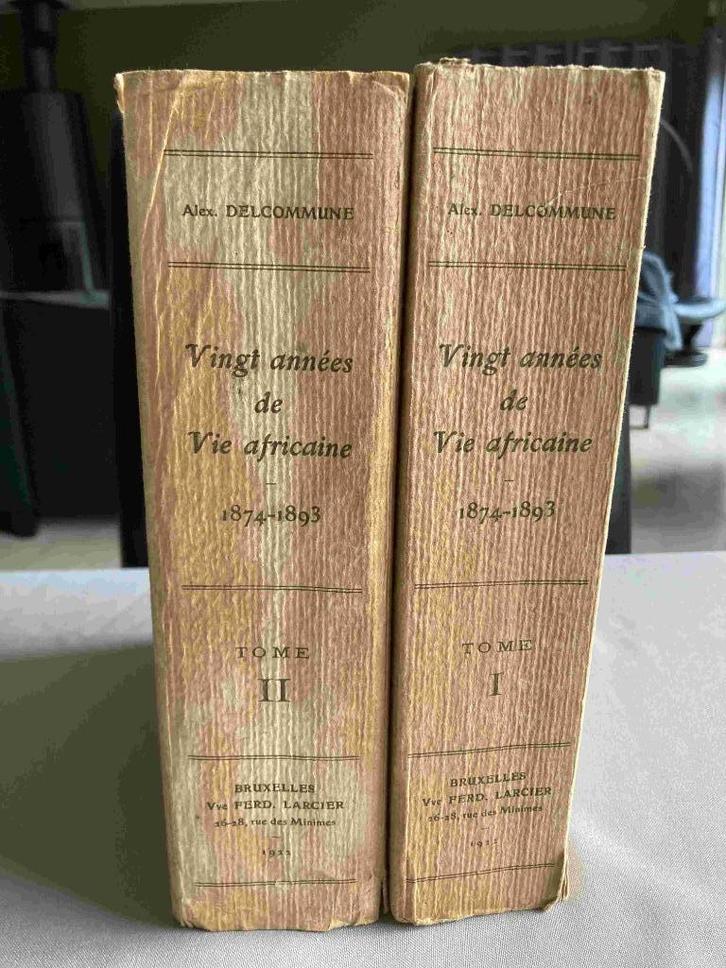 Alex. DELCOMMUNE
Vingt années
de
Vie africaine
1874-1893
TOME
II
BRUXELLES
Vve FERD. LARCIER
26-28, rue des Minimes
Alex. DELCOMMUNE
Vingt années
de
Vie africaine
1874-1893
TOME
I
BRUXELLES
Vve FERD. LARCIER
26-28, rue des Minimes